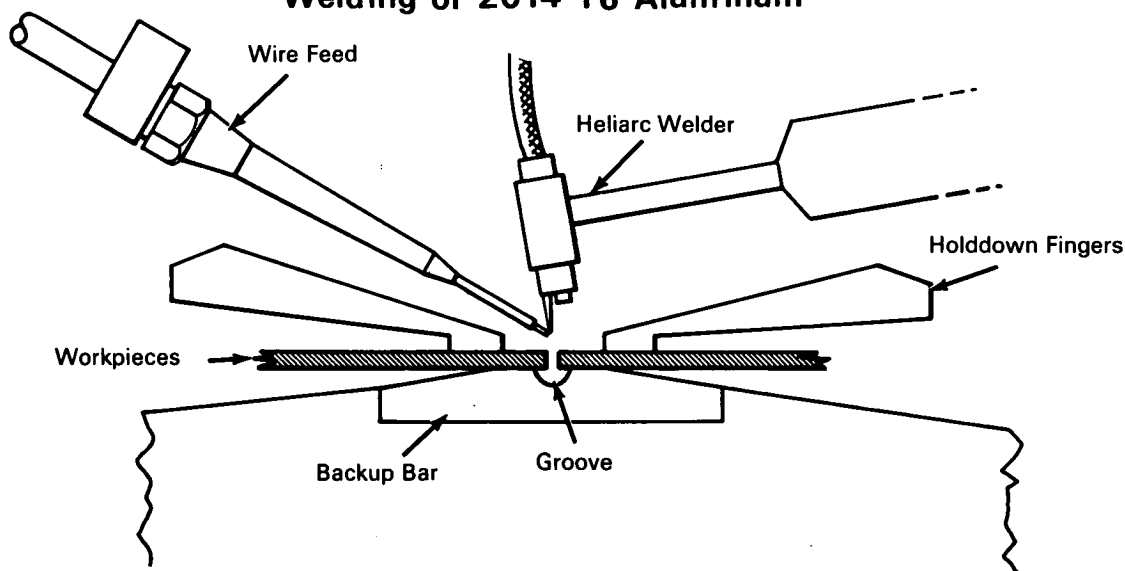 Welding of 2014-T6 Aluminum
Wire Feed
Heliarc Welder
Holddown Fingers
Workpieces
Backup Bar
Groove